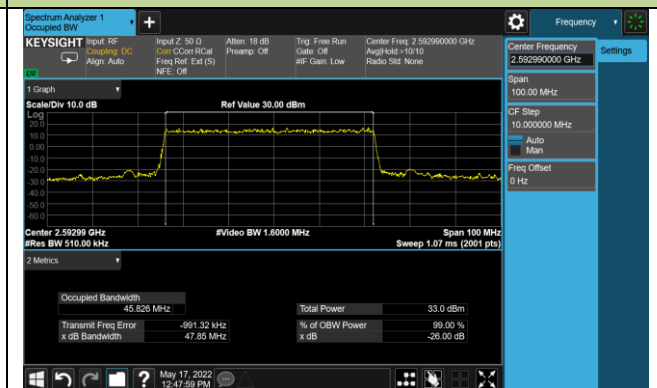 Spectrum Analyzer 1
Occupied BW
+
Frequency
KEYSIGHT
Input: RF
Coupling: DC
Align: Auto
Input Z: 50 Ω
Corr CCorr RCal
Freq Ref: Ext (S)
NFE: Off
Atten: 18 dB
Preamp: Off
Trig: Free Run
Gate: Off
#IF Gain: Low
Center Freq: 2.592990000 GHz
Avg|Hold:>10/10
Radio Std: None
Center Frequency
2.592990000 GHz
Settings
Span
100.00 MHz
CF Step
10.000000 MHz
Auto
Man
Freq Offset
0 Hz
1 Graph
Scale/Div 10.0 dB
Ref Value 30.00 dBm
Log
20.0
10.0
0.00
-10.0
-20.0
-30.0
-40.0
-50.0
-60.0
Center 2.59299 GHz
#Video BW 1.6000 MHz
Span 100 MHz
#Res BW 510.00 kHz
Sweep 1.07 ms (2001 pts)
2 Metrics
Occupied Bandwidth
45.826 MHz
Total Power
33.0 dBm
Transmit Freq Error
-991.32 kHz
% of OBW Power
99.00 %
x dB Bandwidth
47.85 MHz
x dB
-26.00 dB
?
May 17, 2022
12:47:59 PM